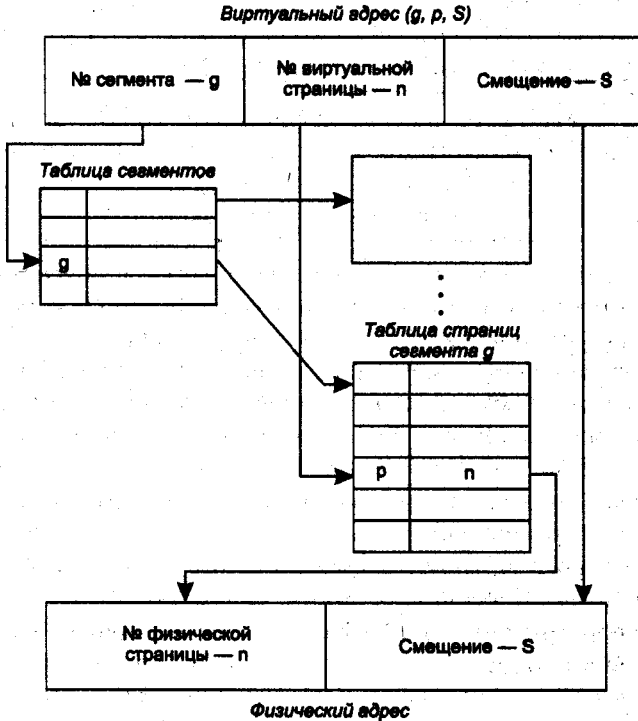 Виртуальный адрес (g, p, S)
№ сегмента — g
№ виртуальной
страницы — n
Смещение — S
Таблица сегментов
g
Таблица страниц
сегмента g
p
n
№ физической
страницы — n
Смещение — S
Физический адрес